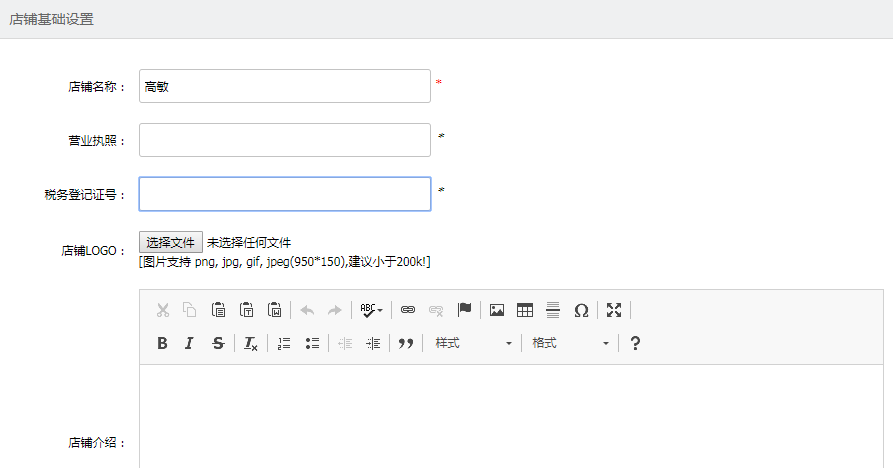 店铺基础设置
店铺名称： 高敏 *
营业执照： *
税务登记证号： *
店铺LOGO： 选择文件 未选择任何文件
[图片支持 png, jpg, gif, jpeg(950*150),建议小于200k!]
ABC Ω
B I S Tx 样式 格式 ?
店铺介绍：